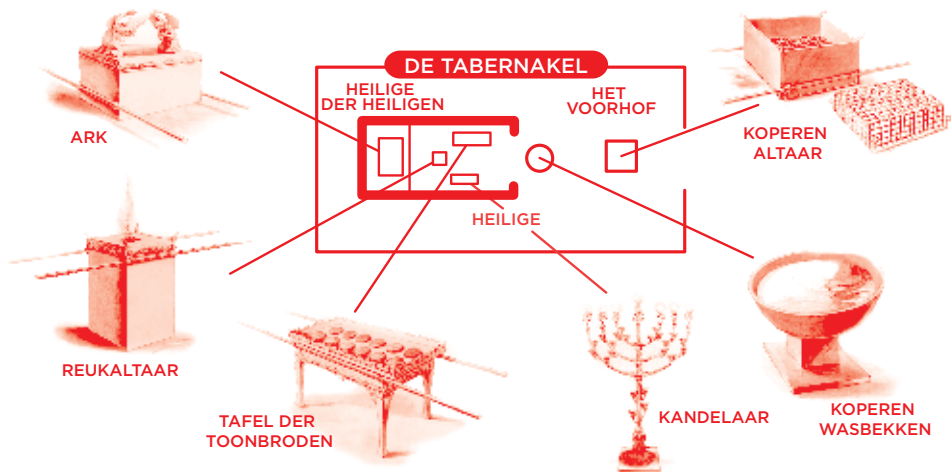 DE TABERNAKEL
HEILIGE
DER HEILIGEN
HET
VOORHOF
ARK
KOPEREN
ALTAAR
HEILIGE
REUKALTAAR
TAFEL DER
TOONBRODEN
KANDELAAR
KOPEREN
WASBEKKEN